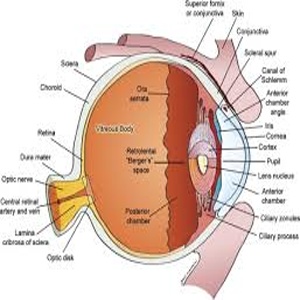 Superior fornix
or conjunctiva
Skin
Conjunctiva
Scleral spur
Canal of
Schlemm
Anterior
chamber
angle
Iris
Cornea
Cortex
Pupil
Lens nucleus
Anterior
chamber
Ciliary zonules
Ciliary process
Sclera
Choroid
Retina
Dura mater
Optic nerve
Central retinal
artery and vein
Lamina
cribrosa of sclera
Optic disk
Ora
serrata
Vitreous Body
Retrolental
"Berger's"
space
Posterior
chamber